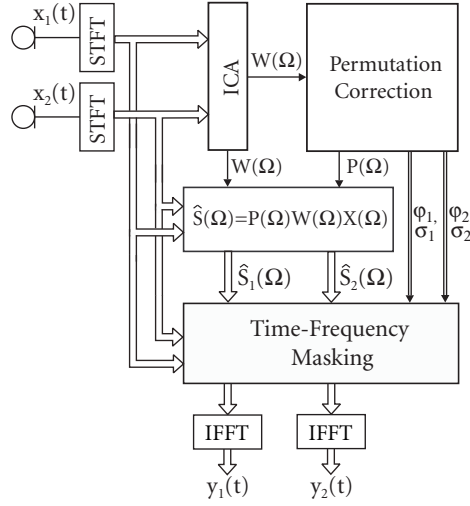 x₁(t)
STFT
x₂(t)
STFT
ICA
W(Ω)
Permutation
Correction
W(Ω)
P(Ω)
φ₁,
σ₁
φ₂,
σ₂
Ŝ(Ω)=P(Ω)W(Ω)X(Ω)
Ŝ₁(Ω)
Ŝ₂(Ω)
Time-Frequency
Masking
IFFT
IFFT
y₁(t)
y₂(t)